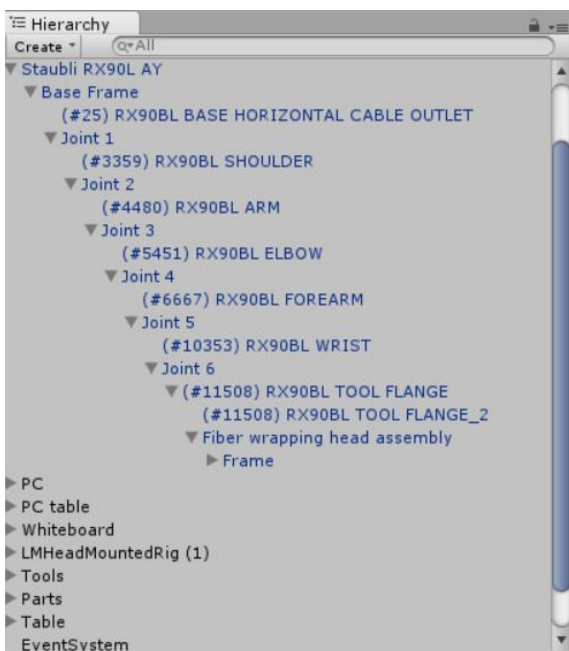 Hierarchy
Create All
Staubli RX90L AY
Base Frame
(#25) RX90BL BASE HORIZONTAL CABLE OUTLET
Joint 1
(#3359) RX90BL SHOULDER
Joint 2
(#4480) RX90BL ARM
Joint 3
(#5451) RX90BL ELBOW
Joint 4
(#6667) RX90BL FOREARM
Joint 5
(#10353) RX90BL WRIST
Joint 6
(#11508) RX90BL TOOL FLANGE
(#11508) RX90BL TOOL FLANGE_2
Fiber wrapping head assembly
Frame
PC
PC table
Whiteboard
LMHeadMountedRig (1)
Tools
Parts
Table
EventSystem